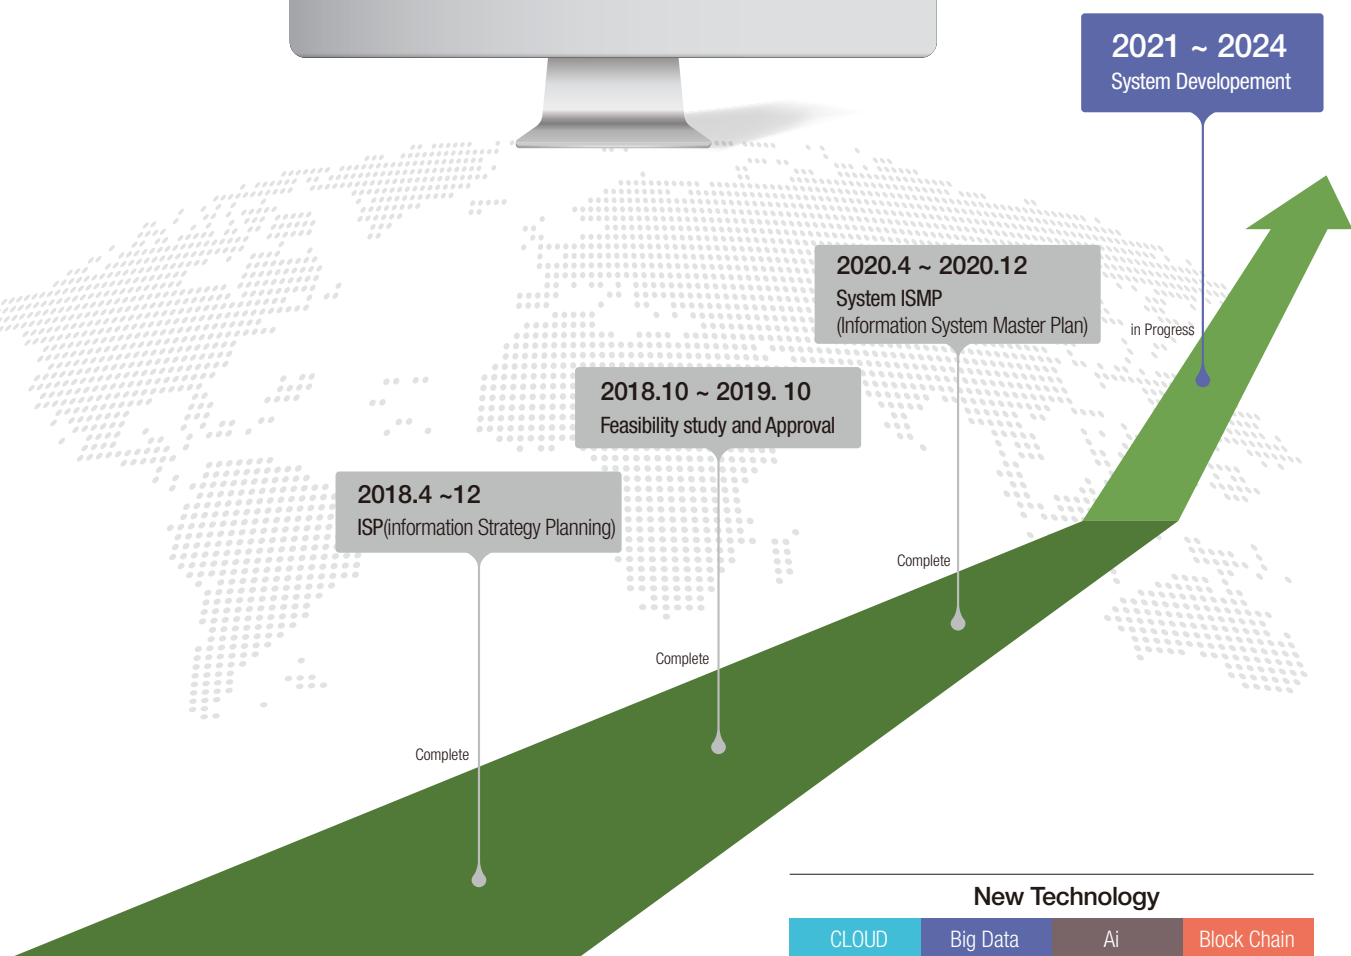 2021 ~ 2024
System Developement
2020.4 ~ 2020.12
System ISMP
(Information System Master Plan)
in Progress
2018.10 ~ 2019. 10
Feasibility study and Approval
2018.4 ~12
ISP(information Strategy Planning)
Complete
Complete
Complete
New Technology
CLOUD
Big Data
Ai
Block Chain